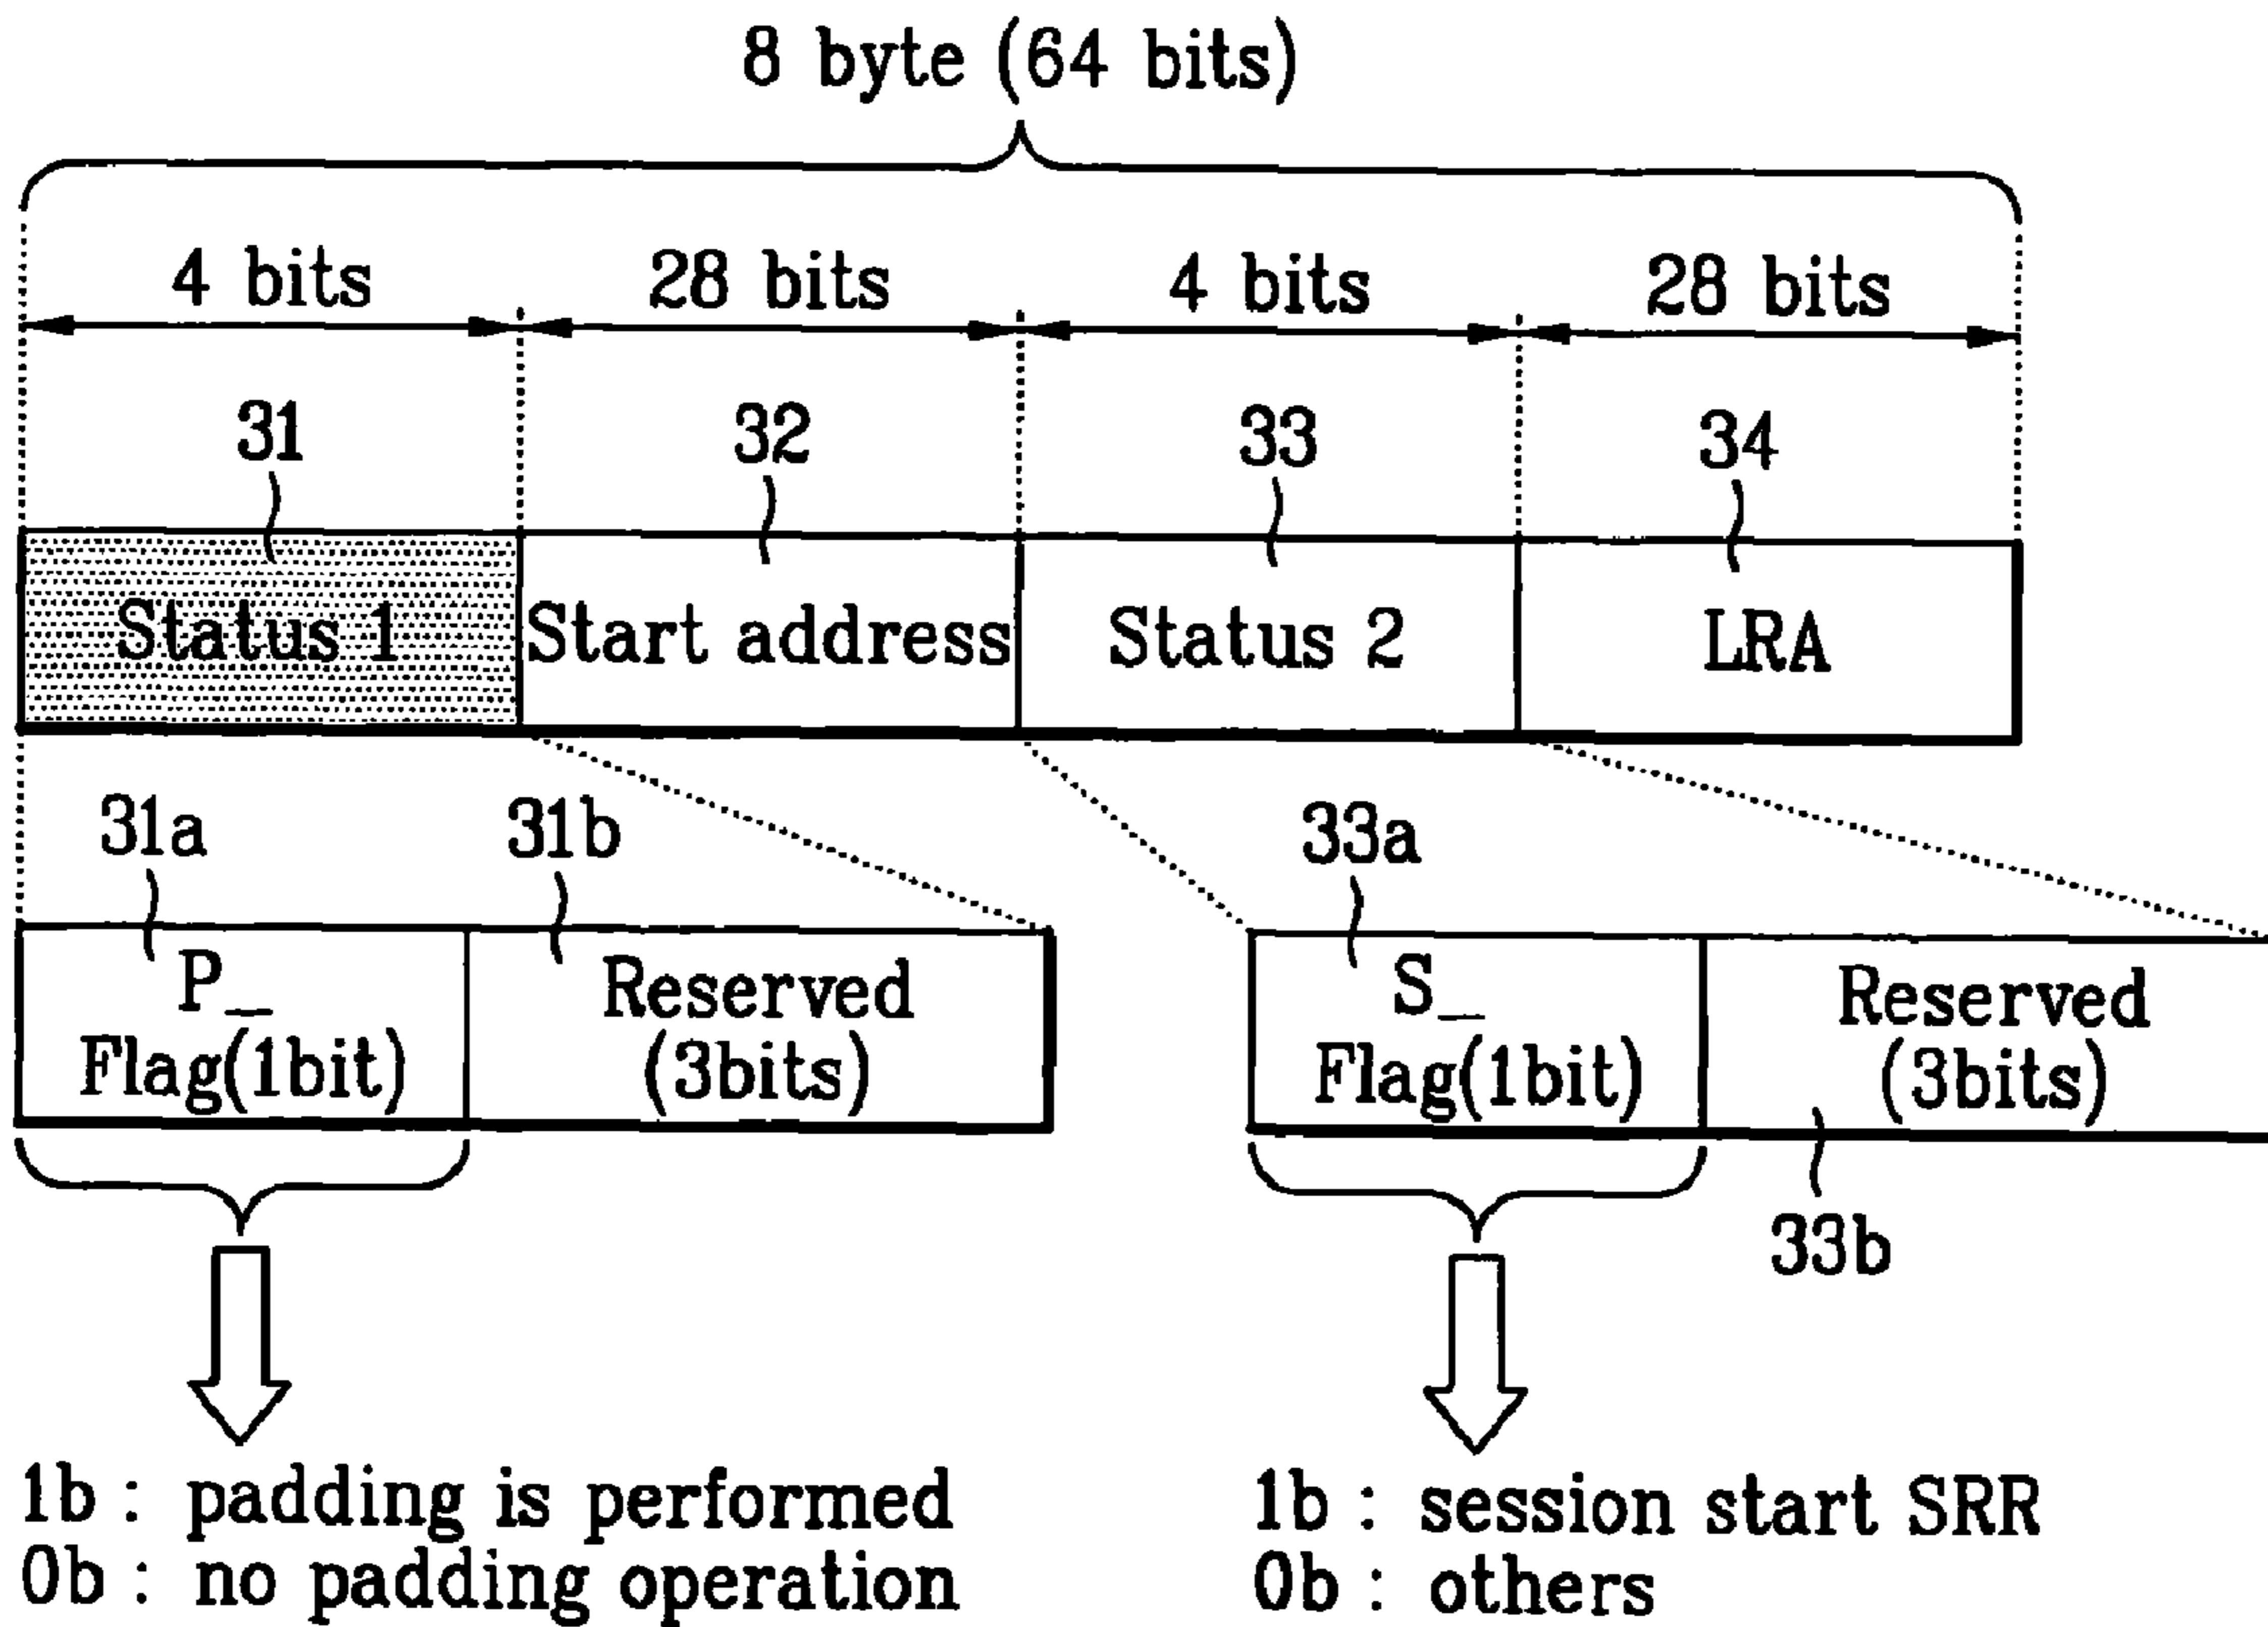 8 byte (64 bits)
4 bits 28 bits 4 bits 28 bits
31 32 33 34
Status 1 Start address Status 2 LRA
31a 31b 33a
P_
Flag(1bit)
Reserved
(3bits)
S_
Flag(1bit)
Reserved
(3bits)
33b
1b : padding is performed
0b : no padding operation
1b : session start SRR
0b : others